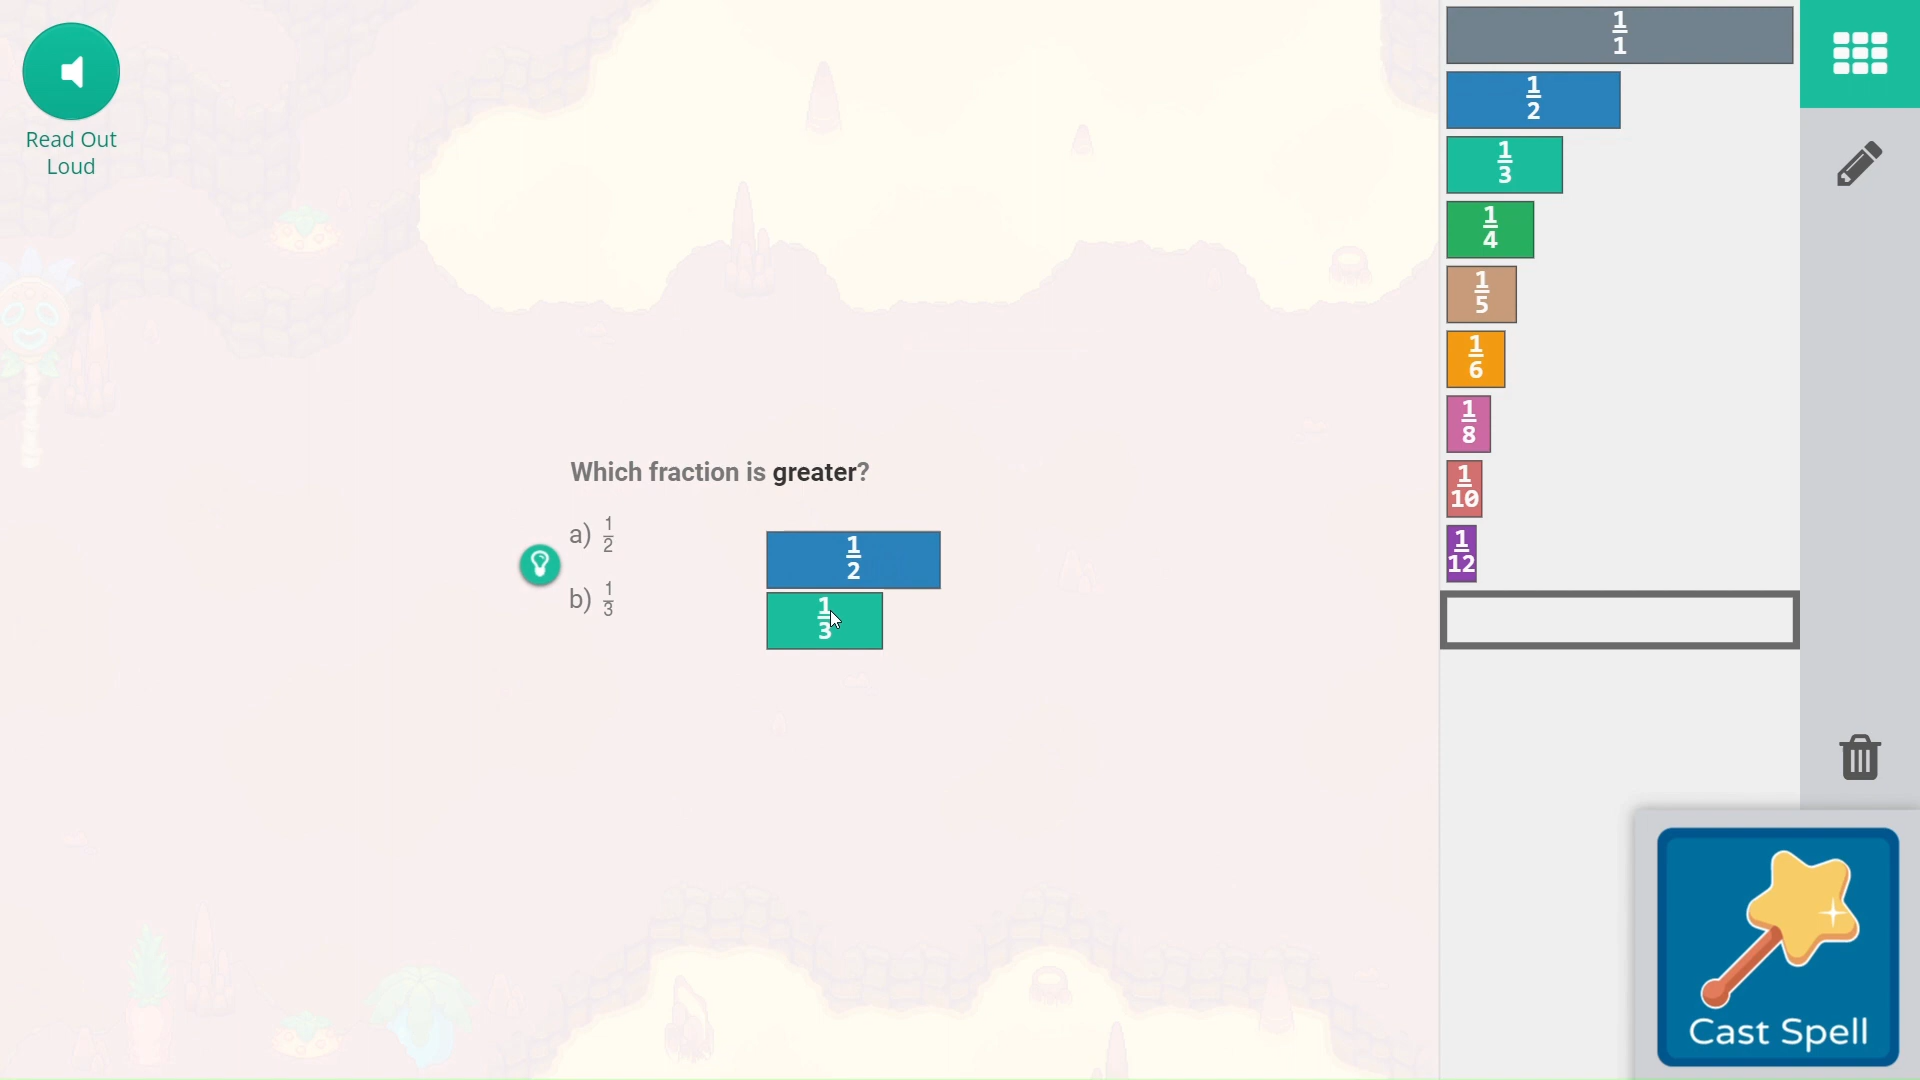 Read Out
Loud
Which fraction is greater?
a) 1/2
b) 1/3
1/2
1/3
1/1
1/2
1/3
1/4
1/5
1/6
1/8
1/10
1/12
Cast Spell